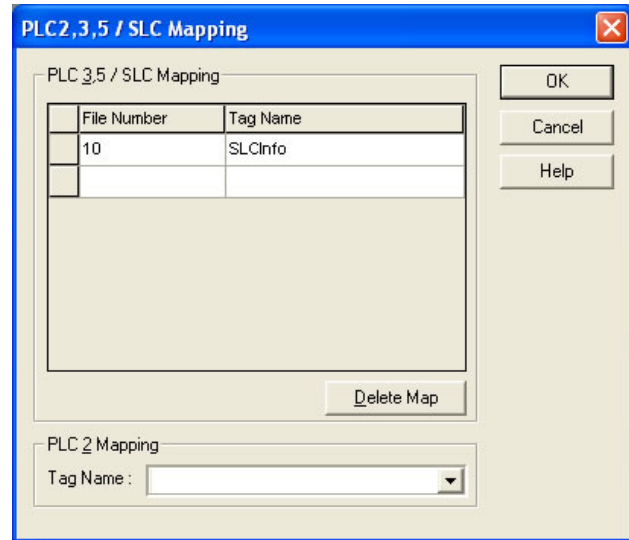 PLC2,3,5 / SLC Mapping
PLC 3,5 / SLC Mapping
File Number Tag Name
10 SLCInfo
Delete Map
PLC 2 Mapping
Tag Name :
OK
Cancel
Help